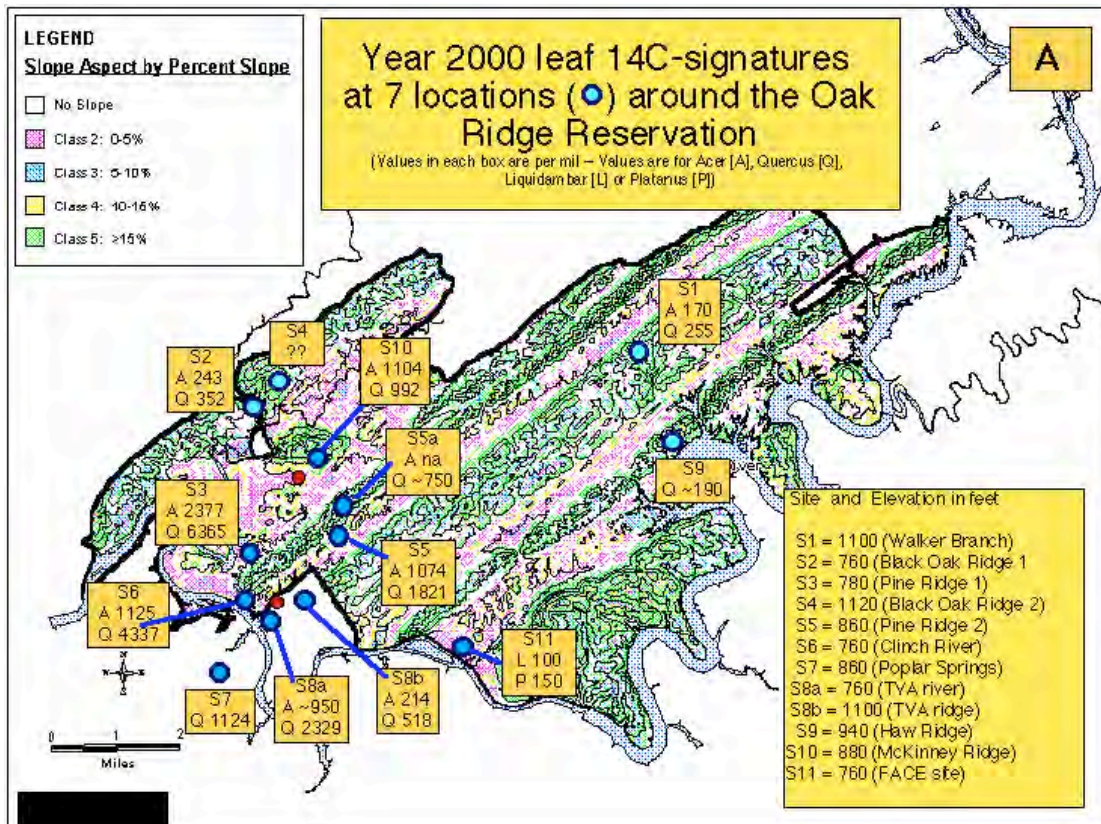 LEGEND
Slope Aspect by Percent Slope
No Slope
Class 2: 0-5%
Class 3: 5-10%
Class 4: 10-15%
Class 5: >15%
Year 2000 leaf 14C-signatures
at 7 locations ( ) around the Oak
Ridge Reservation
(Values in each box are per mil – Values are for Acer [A], Quercus [Q],
Liquidambar [L] or Platanus [P])
A
S1
A 170
Q 255
S4
??
S10
A 1104
Q 992
S2
A 243
Q 352
S5a
A na
Q ~750
S9
Q ~190
S3
A 2377
Q 6365
S5
A 1074
Q 1821
S6
A 1125
Q 4337
S11
L 100
P 150
S7
Q 1124
S8a
A ~950
Q 2329
S8b
A 214
Q 518
0 1 2
Miles
Site and Elevation in feet
S1 = 1100 (Walker Branch)
S2 = 760 (Black Oak Ridge 1
S3 = 780 (Pine Ridge 1)
S4 = 1120 (Black Oak Ridge 2)
S5 = 860 (Pine Ridge 2)
S6 = 760 (Clinch River)
S7 = 860 (Poplar Springs)
S8a = 760 (TVA river)
S8b = 1100 (TVA ridge)
S9 = 940 (Haw Ridge)
S10 = 880 (McKinney Ridge)
S11 = 760 (FACE site)